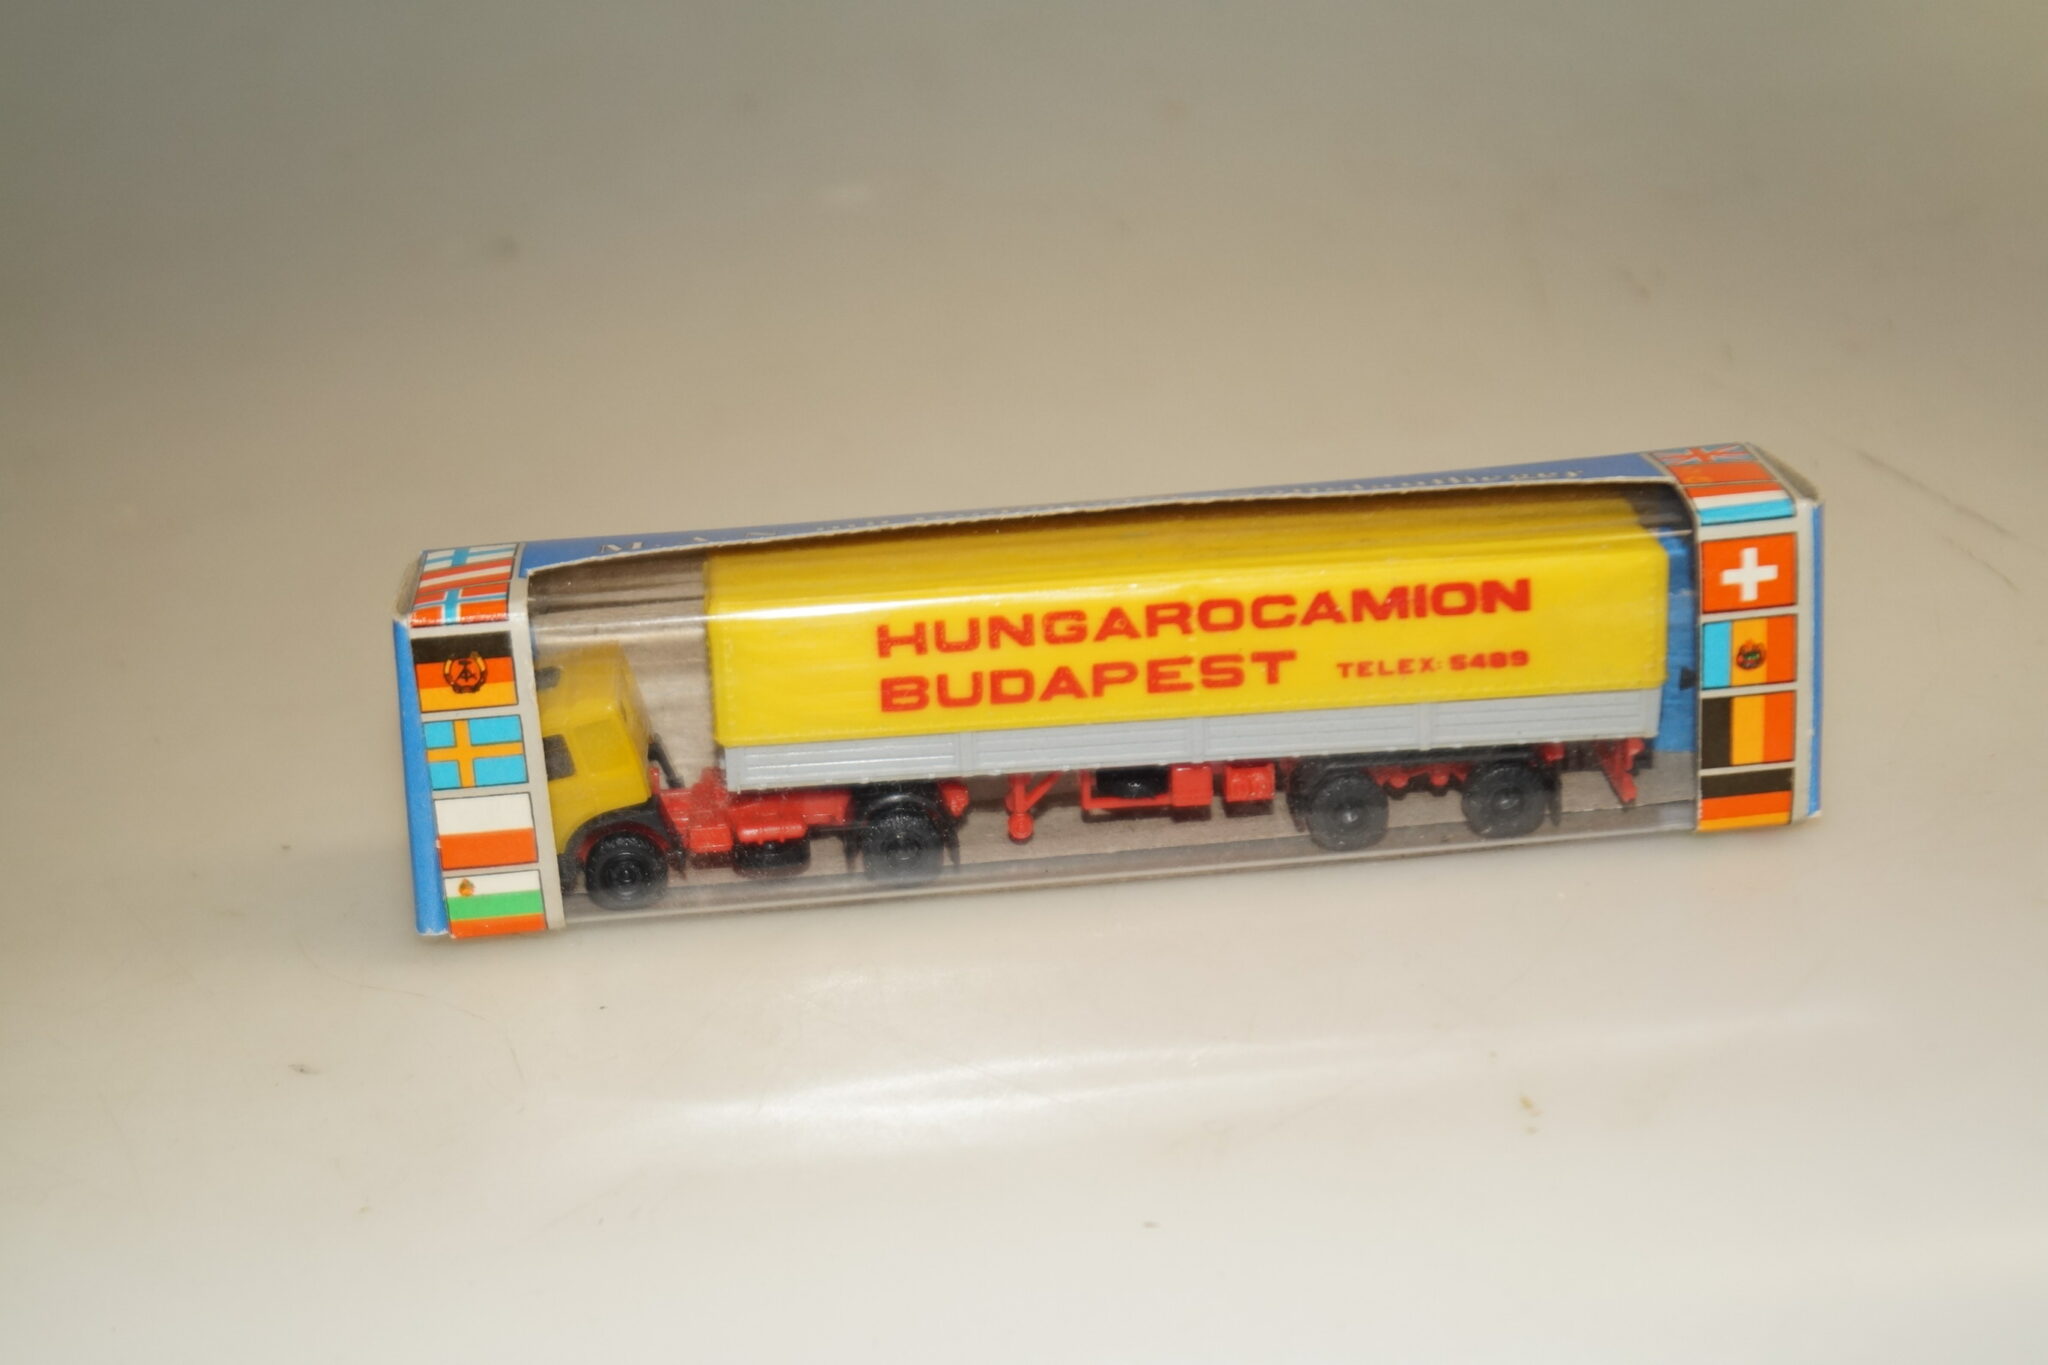 HUNGAROCAMION
BUDAPEST TELEX: 5489